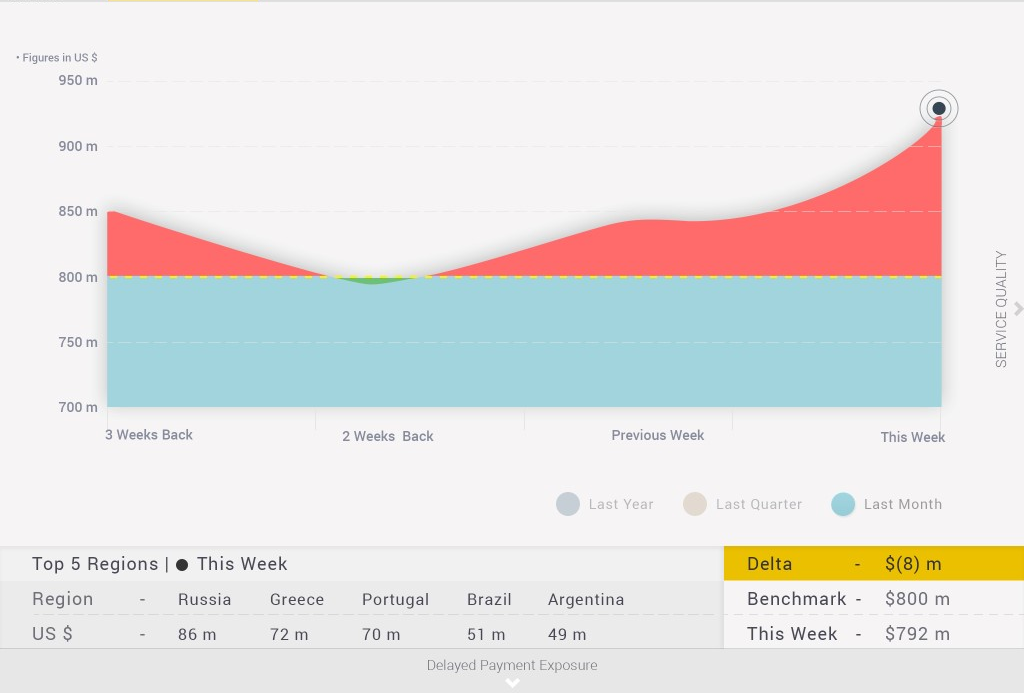 • Figures in US $
950 m
900 m
850 m
800 m
750 m
700 m
SERVICE QUALITY
3 Weeks Back 2 Weeks  Back Previous Week This Week
Last Year Last Quarter Last Month
Top 5 Regions | ● This Week Delta - $(8) m
Region - Russia Greece Portugal Brazil Argentina Benchmark - $800 m
US $ - 86 m 72 m 70 m 51 m 49 m This Week - $792 m
Delayed Payment Exposure